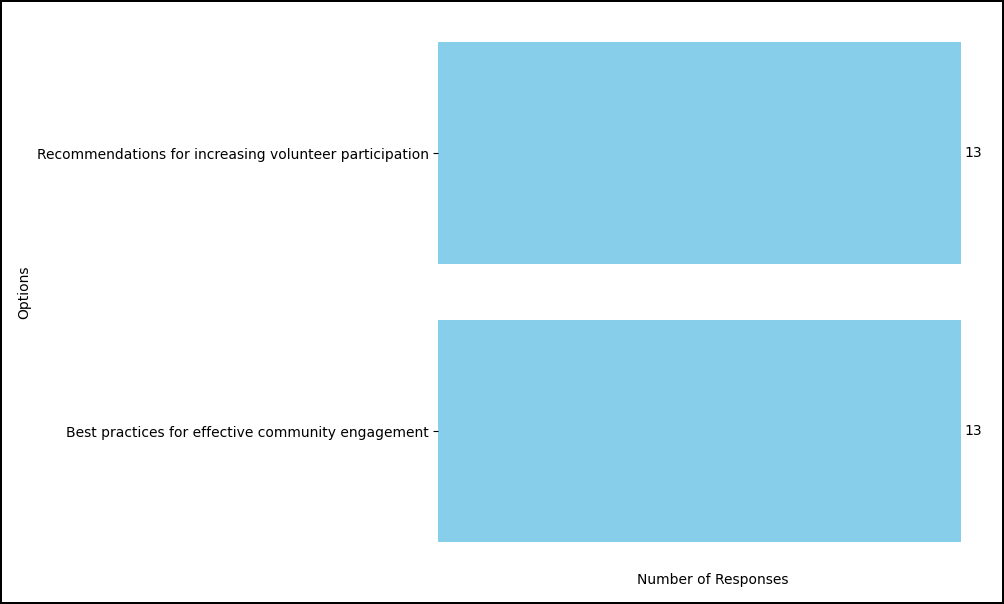 Recommendations for increasing volunteer participation
13
Options
Best practices for effective community engagement
13
Number of Responses